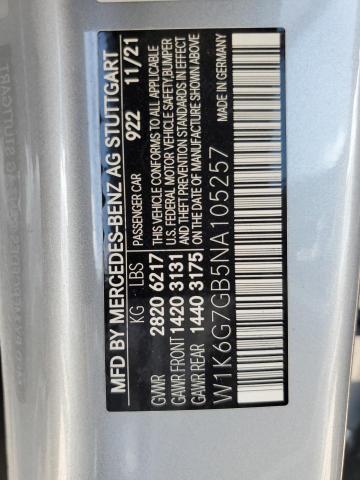 MFD BY MERCEDES-BENZ AG STUTTGART
922 11/21
KG LBS PASSENGER CAR
GVWR 2820 6217
GAWR FRONT 1420 3131
GAWR REAR 1440 3175
THIS VEHICLE CONFORMS TO ALL APPLICABLE
U.S. FEDERAL MOTOR VEHICLE SAFETY, BUMPER
AND THEFT PREVENTION STANDARDS IN EFFECT
ON THE DATE OF MANUFACTURE SHOWN ABOVE
W1K6G7GB5NA105257
MADE IN GERMANY